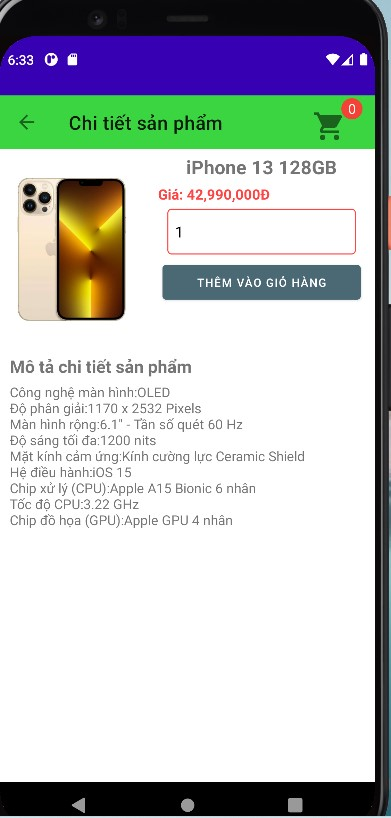 6:33
Chi tiết sản phẩm
0
iPhone 13 128GB
Giá: 42,990,000Đ
1
THÊM VÀO GIỎ HÀNG
Mô tả chi tiết sản phẩm
Công nghệ màn hình:OLED
Độ phân giải:1170 x 2532 Pixels
Màn hình rộng:6.1" - Tần số quét 60 Hz
Độ sáng tối đa:1200 nits
Mặt kính cảm ứng:Kính cường lực Ceramic Shield
Hệ điều hành:iOS 15
Chip xử lý (CPU):Apple A15 Bionic 6 nhân
Tốc độ CPU:3.22 GHz
Chip đồ họa (GPU):Apple GPU 4 nhân